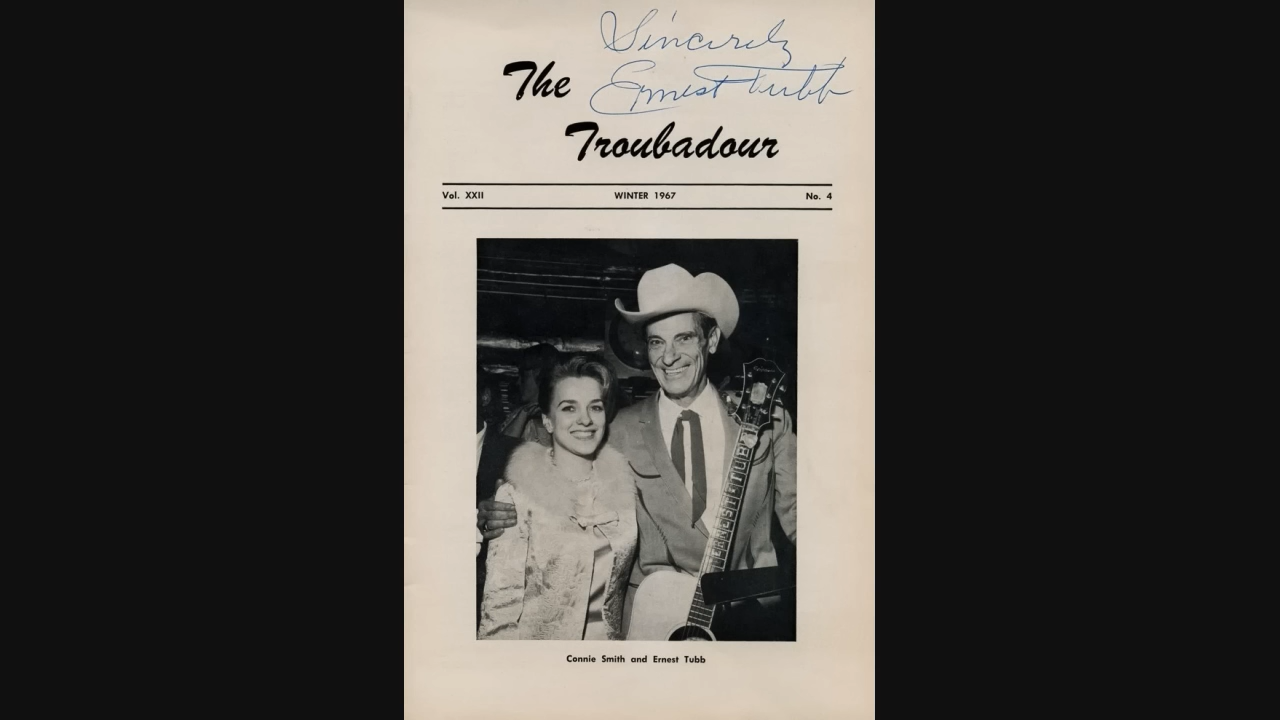 Sincerely
Ernest Tubb
The
Troubadour
Vol. XXII WINTER 1967 No. 4
ERNEST TUBB
Connie Smith and Ernest Tubb